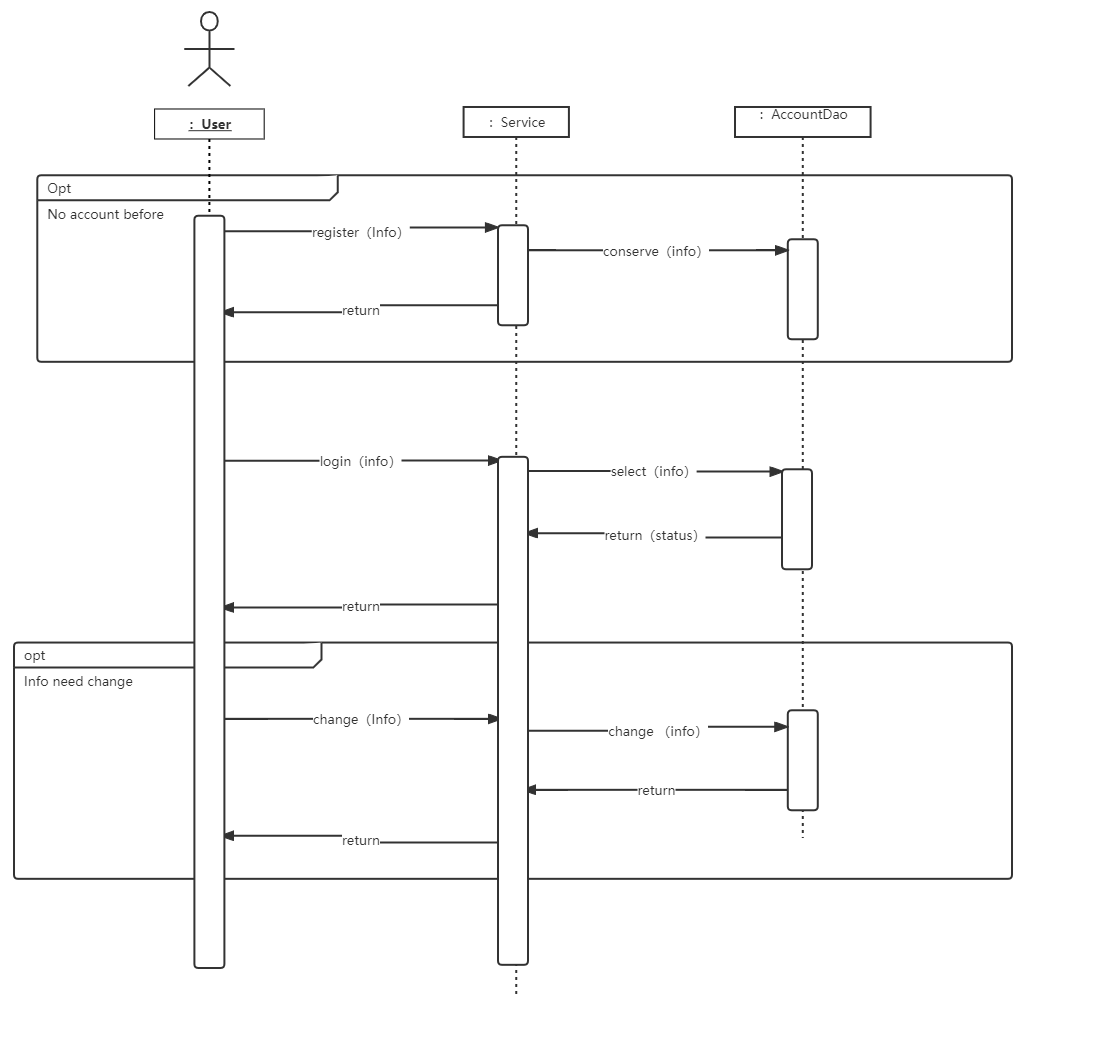 : User
: Service
: AccountDao
Opt
No account before
register（Info）
conserve（info）
return
login（info）
select（info）
return（status）
return
opt
Info need change
change（Info）
change （info）
return
return